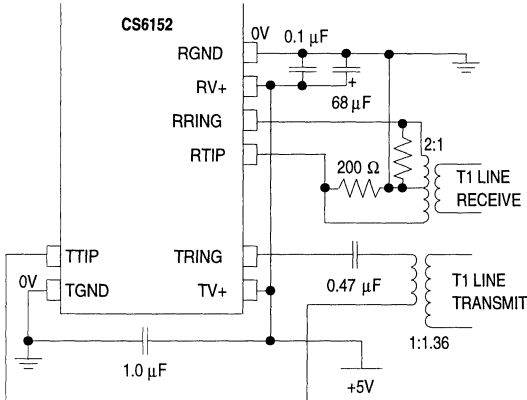 CS6152
0V
0.1 µF
RGND
RV+
68 µF
+
RRING
2:1
RTIP
200 Ω
T1 LINE
RECEIVE
TTIP
TRING
0V
TGND
TV+
0.47 µF
T1 LINE
TRANSMIT
1:1.36
1.0 µF
+5V